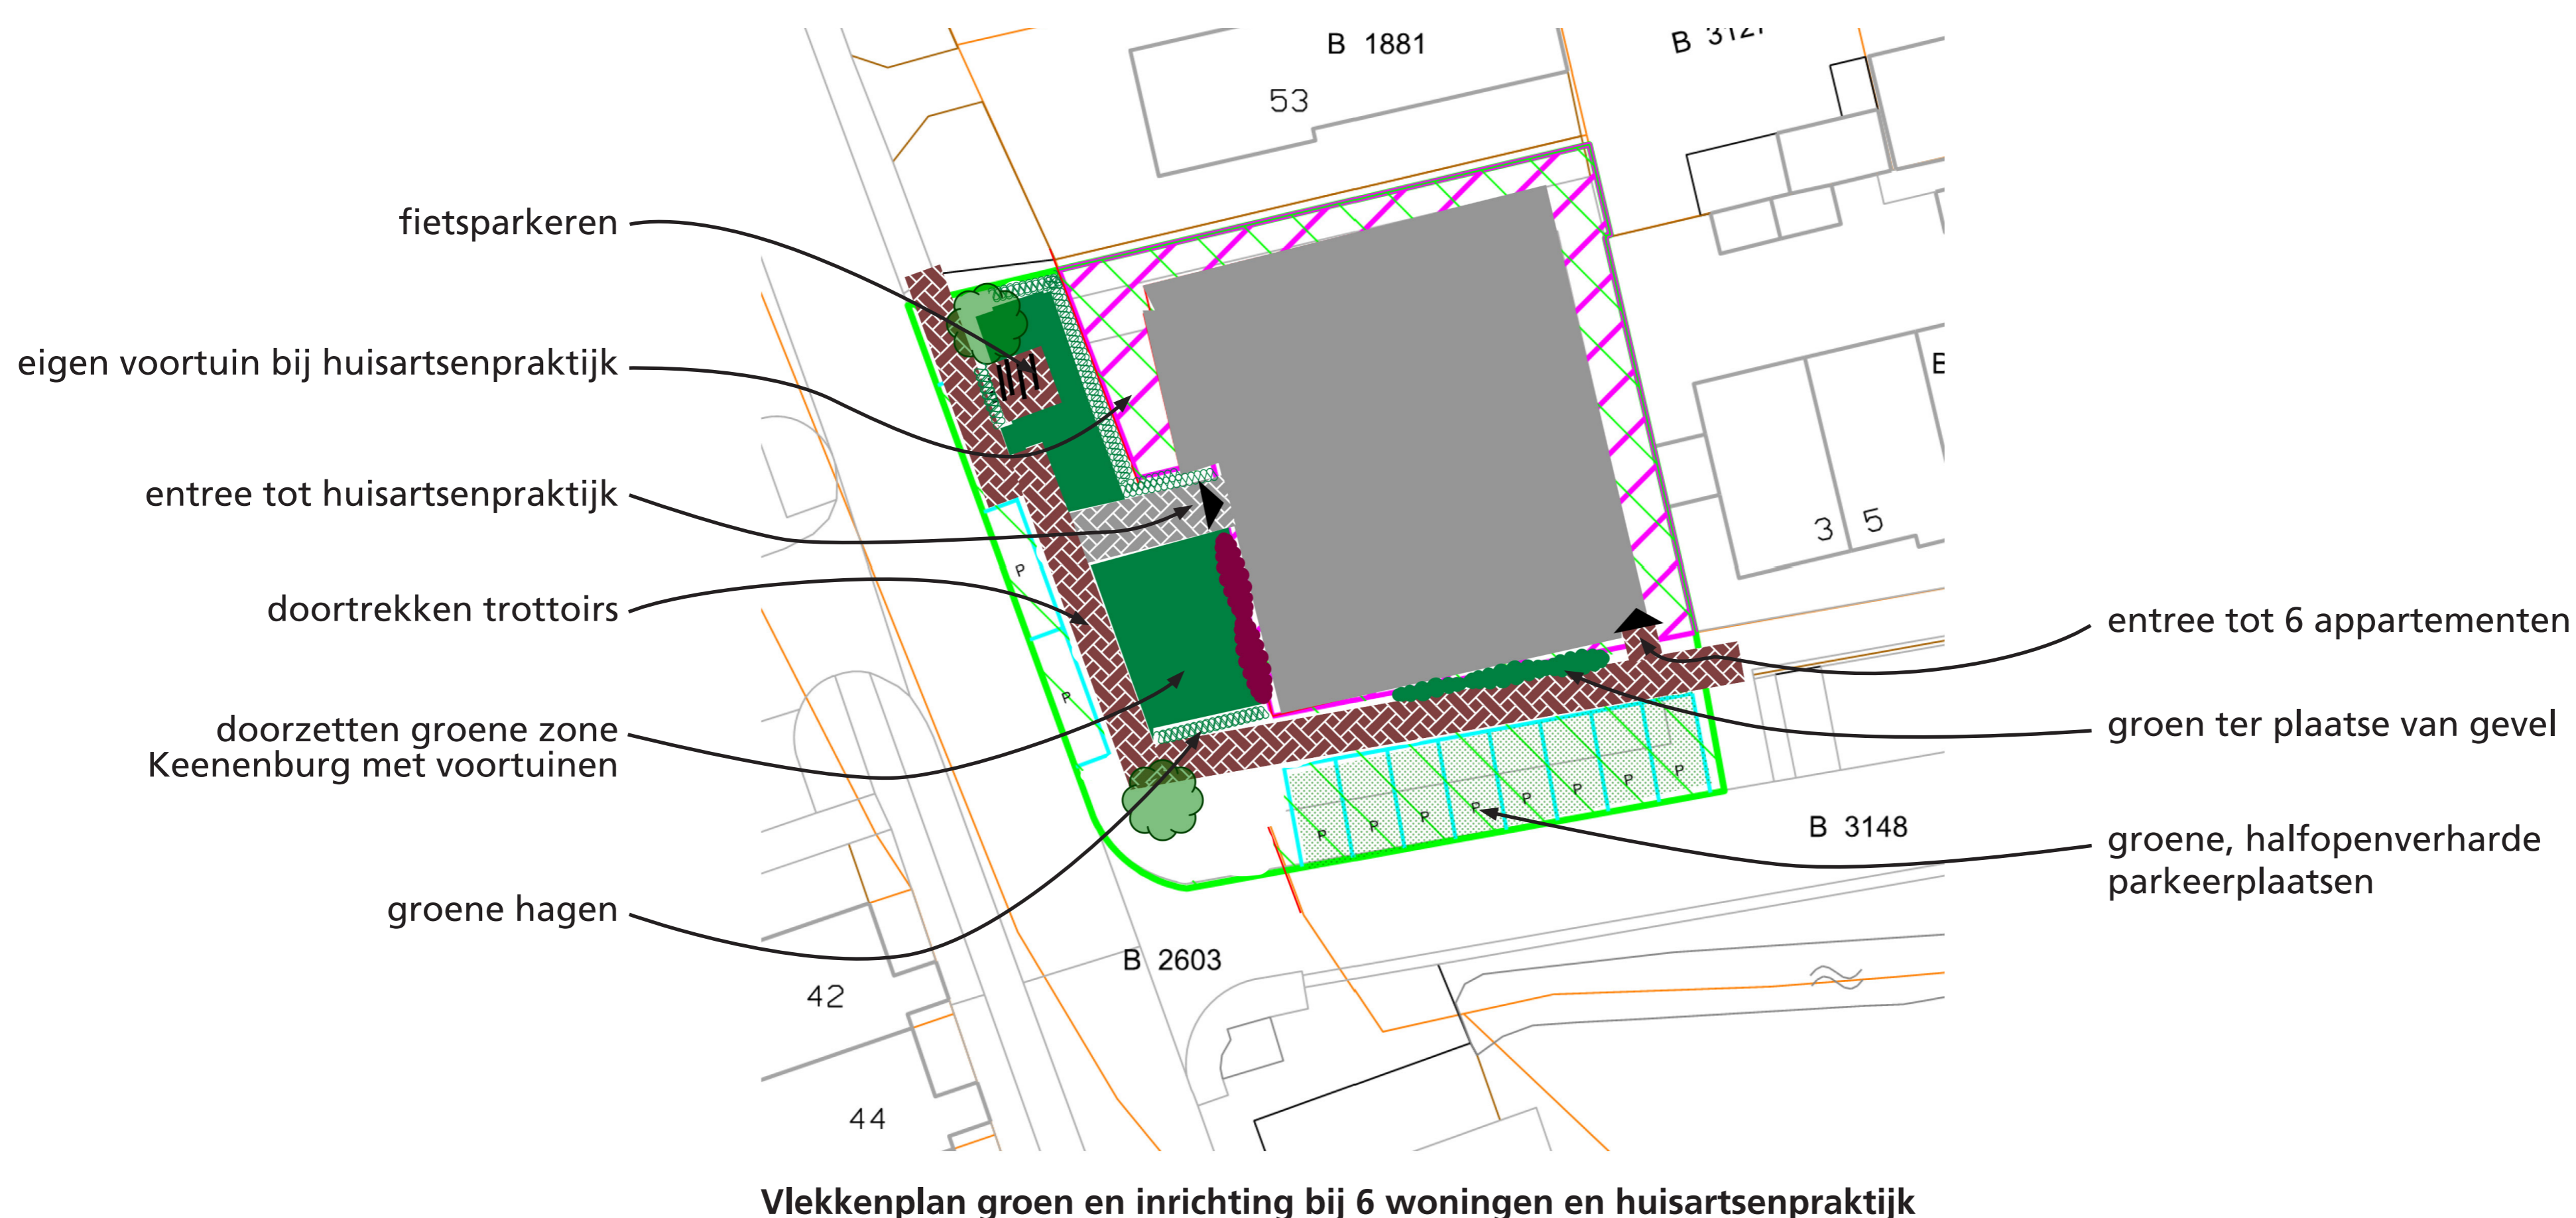 B 1881
B 3127
53
fietsparkeren
eigen voortuin bij huisartsenpraktijk
B
entree tot huisartsenpraktijk
3 5
P
doortrekken trottoirs
entree tot 6 appartementen
P
doorzetten groene zone
Keenenburg met voortuinen
groen ter plaatse van gevel
P P P P P P P P
B 3148
groene, halfopenverharde
parkeerplaatsen
groene hagen
B 2603
42
44
Vlekkenplan groen en inrichting bij 6 woningen en huisartsenpraktijk